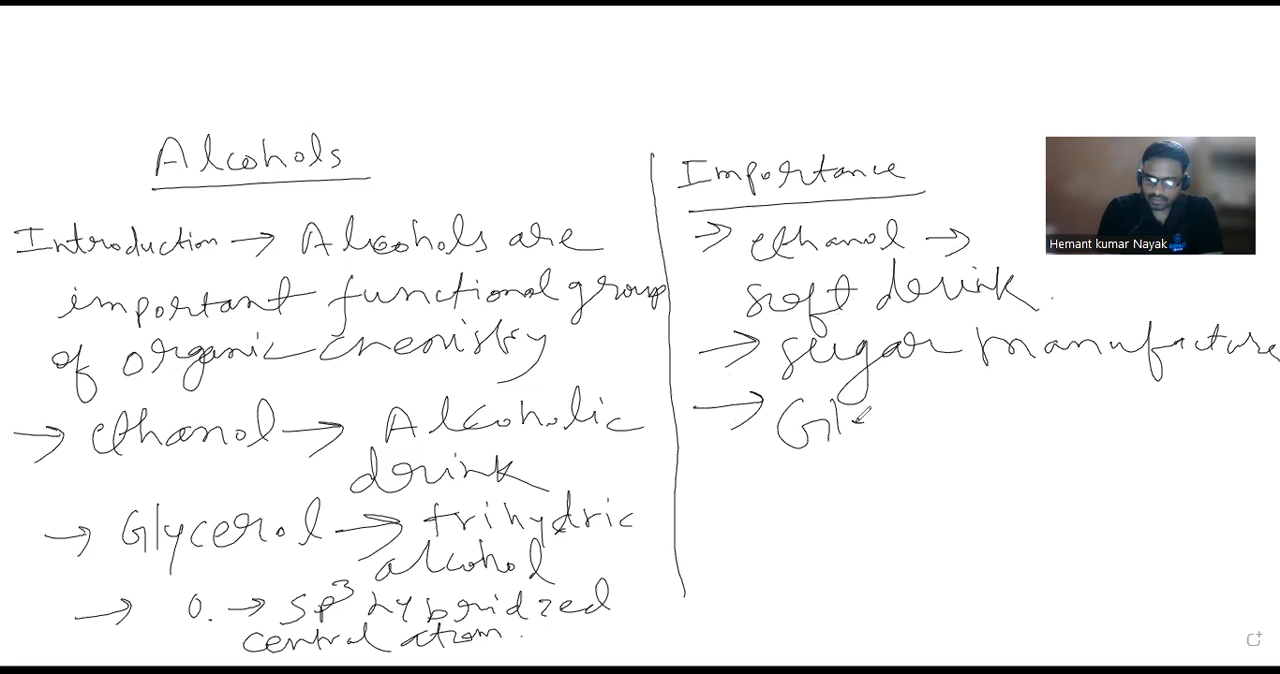 Alcohols
Introduction → Alcohols are
important functional group
of organic chemistry
→ ethanol → Alcoholic
drink
→ Glycerol → trihydric
alcohol
→ O. → sp³ hybridized
central atom.
Importance
→ ethanol →
soft drink.
→ sugar manufacture
→ Gl
Hemant kumar Nayak